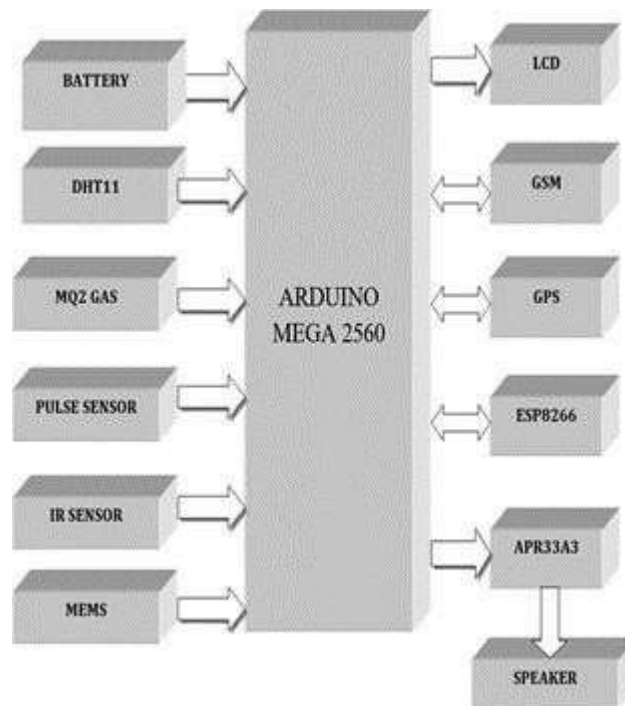 BATTERY
DHT11
MQ2 GAS
PULSE SENSOR
IR SENSOR
MEMS
ARDUINO
MEGA 2560
LCD
GSM
GPS
ESP8266
APR33A3
SPEAKER